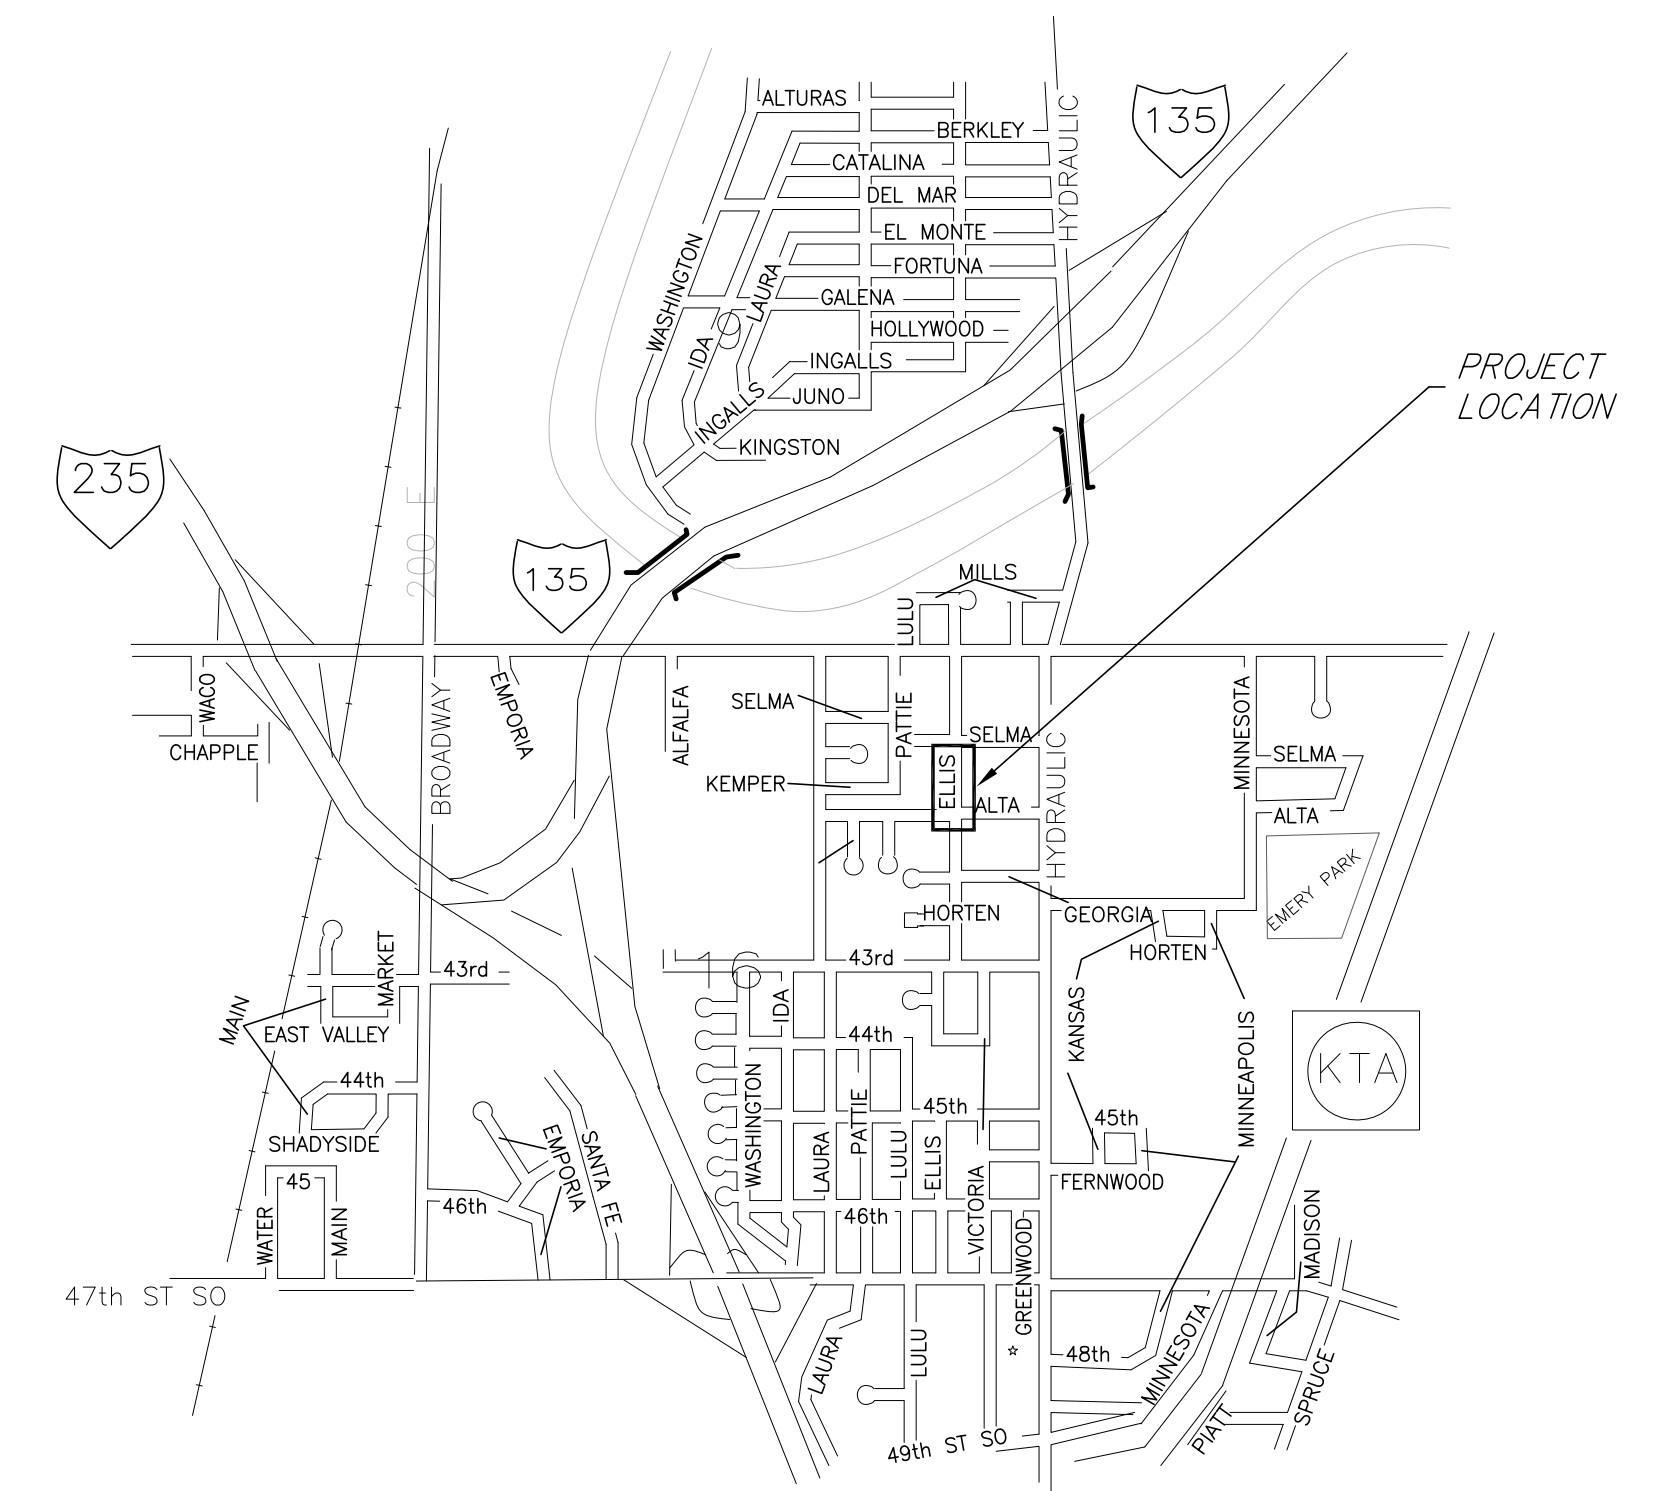 ALTURAS
HYDRAULIC
135
BERKLEY
CATALINA
DEL MAR
EL MONTE
WASHINGTON
LAURA
FORTUNA
GALENA
9
HOLLYWOOD
IDA
INGALLS
PROJECT
LOCATION
JUNO
INGALLS
KINGSTON
235
200 E
135
MILLS
LULU
WACO
EMPORIA
ALFALFA
SELMA
PATTIE
SELMA
MINNESOTA
BROADWAY
HYDRAULIC
CHAPPLE
SELMA
KEMPER
ELLIS
ALTA
ALTA
EMERY PARK
HORTEN
GEORGIA
HORTEN
MARKET
43rd
16
43rd
MAIN
IDA
KANSAS
MINNEAPOLIS
EAST VALLEY
44th
KTA
44th
WASHINGTON
PATTIE
45th
45th
SHADYSIDE
EMPORIA
SANTA FE
LAURA
LULU
ELLIS
VICTORIA
FERNWOOD
45
46th
46th
WATER
MAIN
GREENWOOD
MADISON
47th ST SO
LAURA
LULU
48th
MINNESOTA
SPRUCE
PIATT
49th ST SO